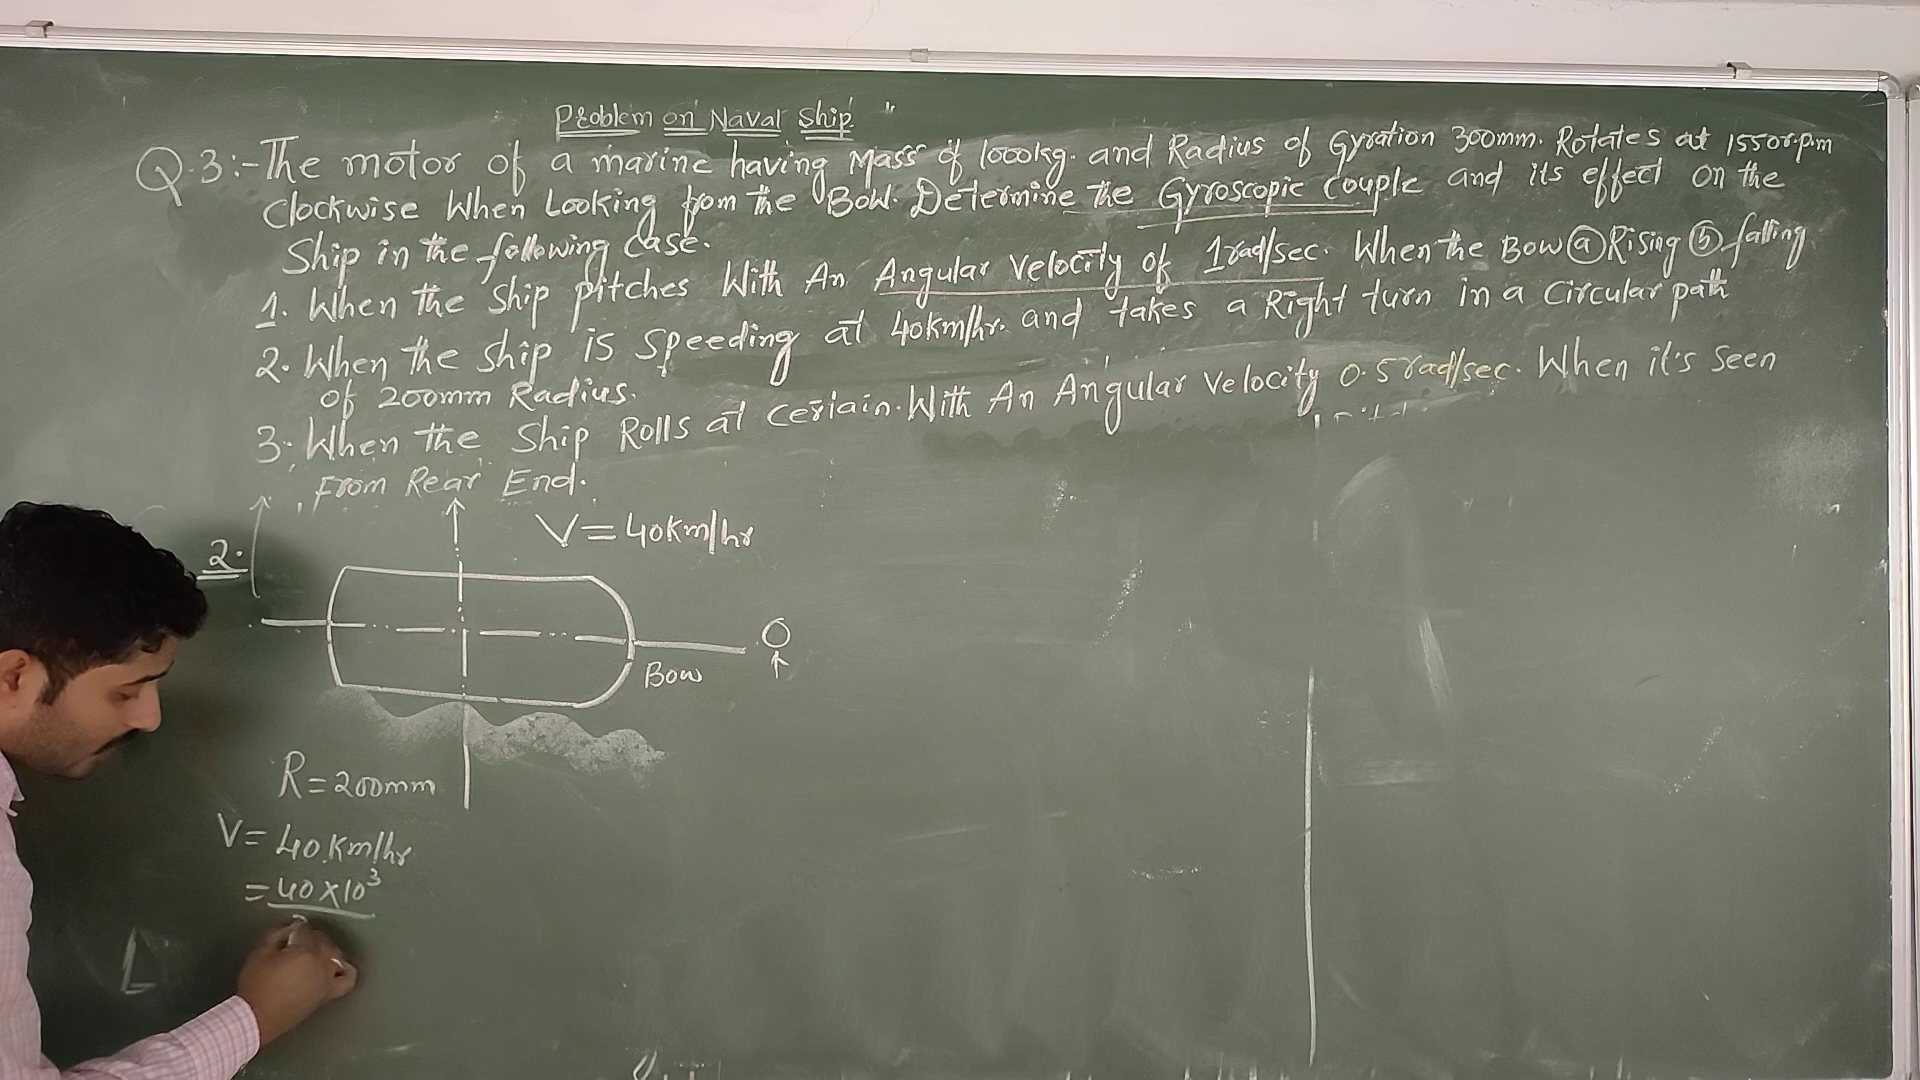 Problem on Naval Ship "
Q.3:- The motor of a marine having Mass of 1000kg. and Radius of Gyration 300mm. Rotates at 1550r.p.m
Clockwise When Looking from the Bow. Determine the Gyroscopic Couple and its effect on the
Ship in the following Case.
1. When the Ship pitches With An Angular Velocity of 1rad/sec. When the Bow ⓐ Rising ⓑ falling
2. When the Ship is Speeding at 40km/hr. and takes a Right turn in a Circular path
of 200mm Radius.
3. When the Ship Rolls at Certain. With An Angular Velocity 0.5rad/sec. When it's Seen
From Rear End.
2.
V = 40Km/hr
Bow
R = 200mm
V = 40 Km/hr
= 40 × 10³